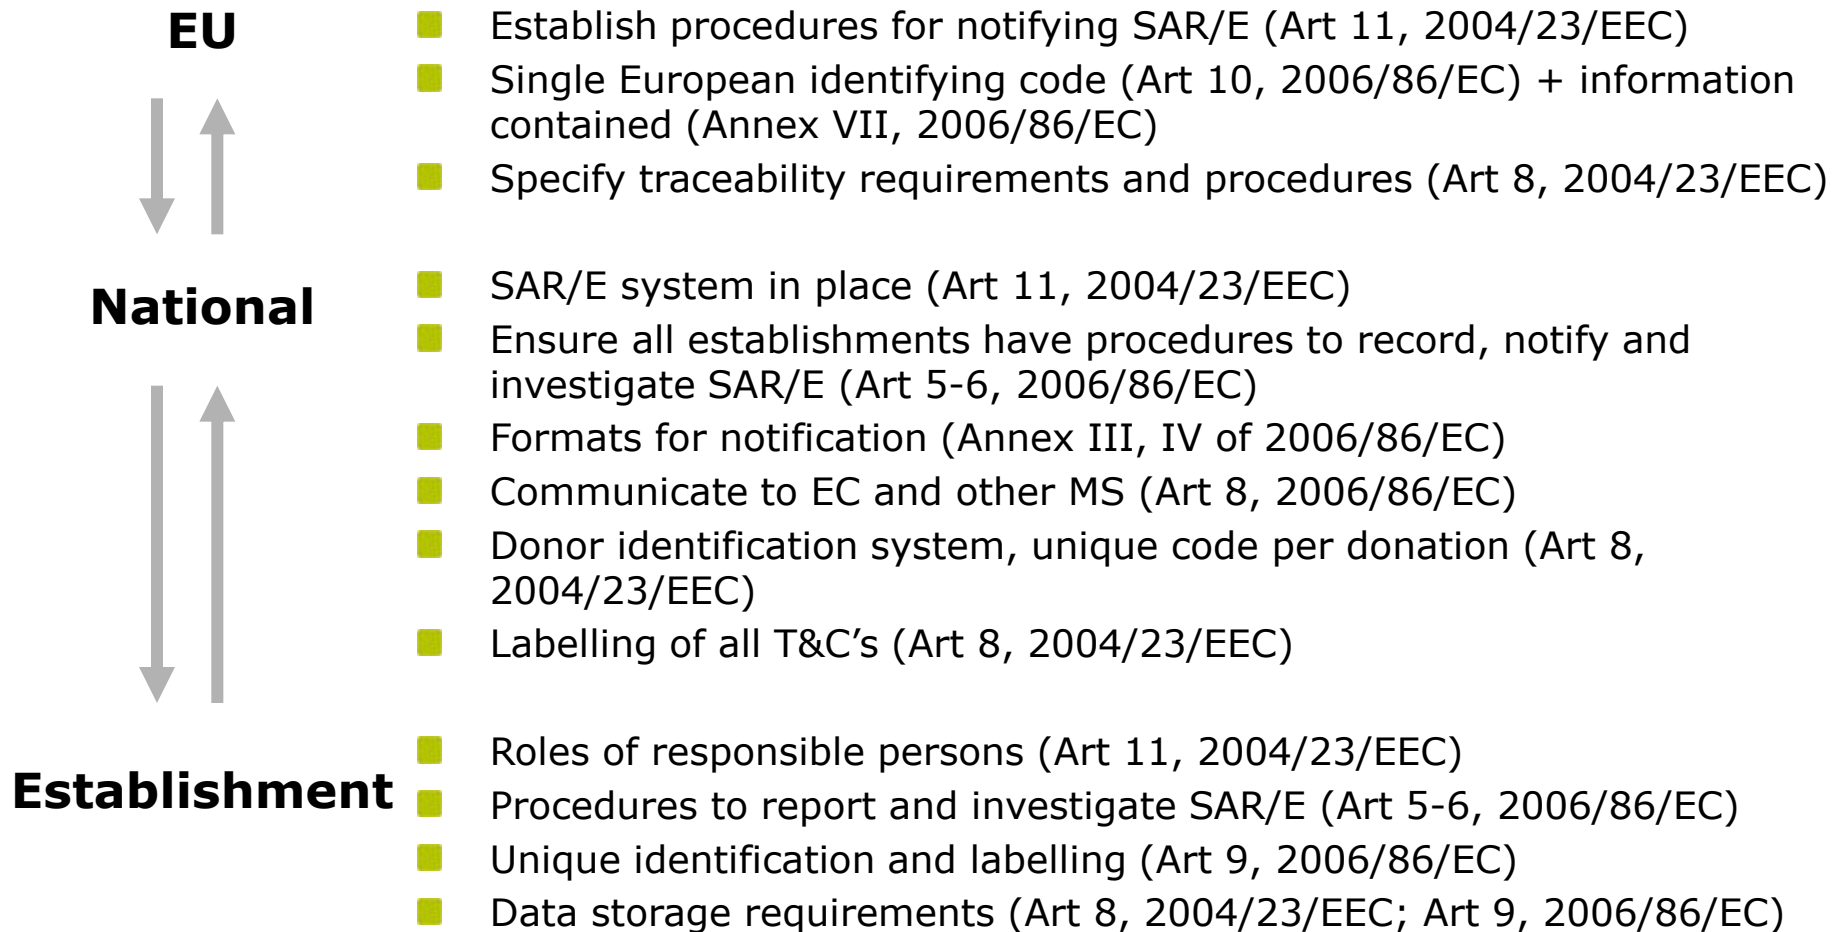 EU
Establish procedures for notifying SAR/E (Art 11, 2004/23/EEC)
Single European identifying code (Art 10, 2006/86/EC) + information
contained (Annex VII, 2006/86/EC)
Specify traceability requirements and procedures (Art 8, 2004/23/EEC)
National
SAR/E system in place (Art 11, 2004/23/EEC)
Ensure all establishments have procedures to record, notify and
investigate SAR/E (Art 5-6, 2006/86/EC)
Formats for notification (Annex III, IV of 2006/86/EC)
Communicate to EC and other MS (Art 8, 2006/86/EC)
Donor identification system, unique code per donation (Art 8,
2004/23/EEC)
Labelling of all T&C’s (Art 8, 2004/23/EEC)
Establishment
Roles of responsible persons (Art 11, 2004/23/EEC)
Procedures to report and investigate SAR/E (Art 5-6, 2006/86/EC)
Unique identification and labelling (Art 9, 2006/86/EC)
Data storage requirements (Art 8, 2004/23/EEC; Art 9, 2006/86/EC)